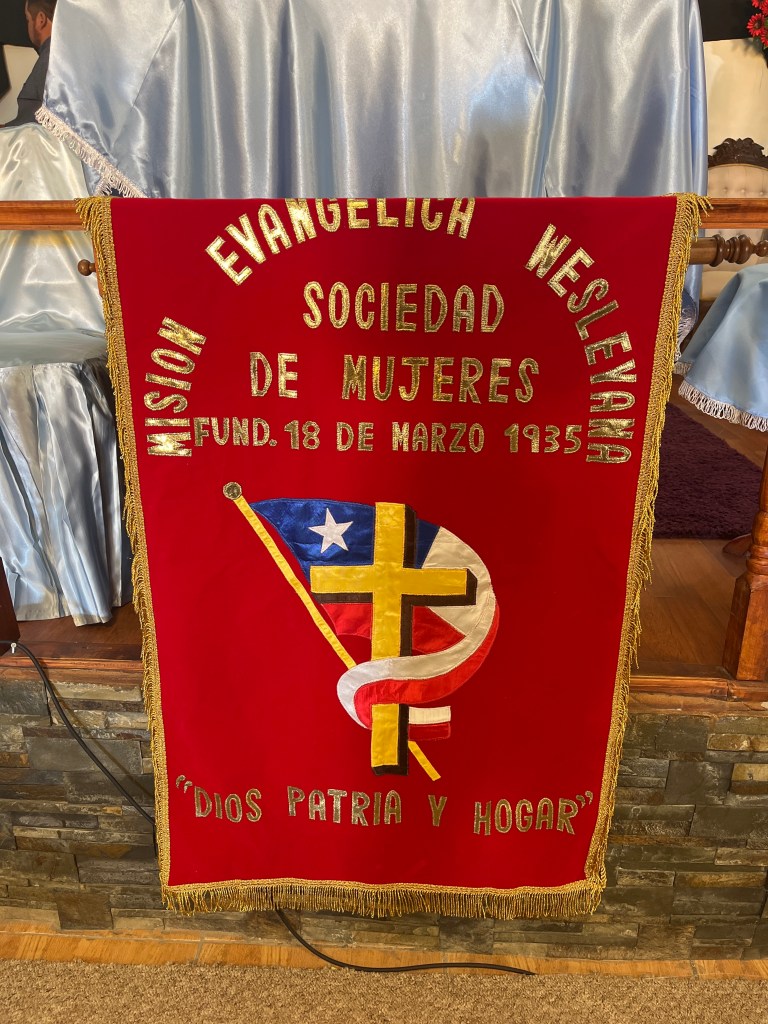 MISION EVANGELICA WESLEYANA
SOCIEDAD
DE MUJERES
FUND. 18 DE MARZO 1935
"DIOS PATRIA Y HOGAR"